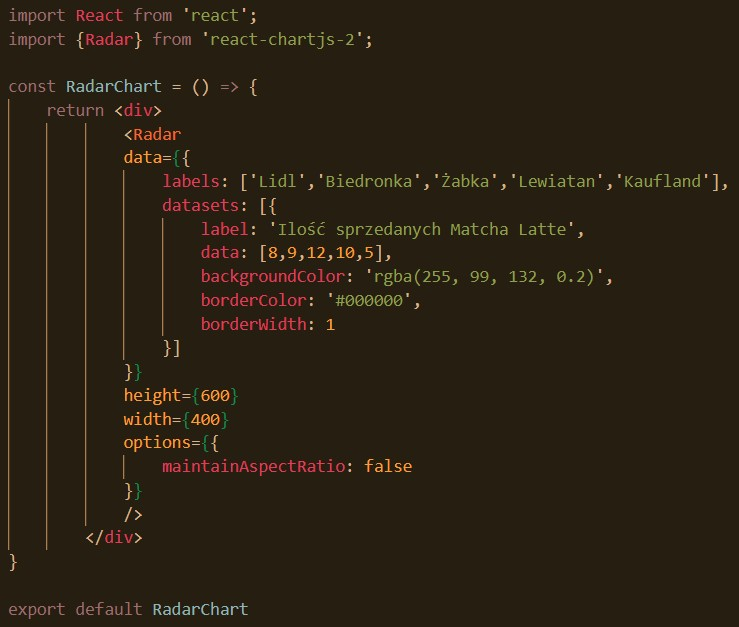 import React from 'react';
import {Radar} from 'react-chartjs-2';

const RadarChart = () => {
    return <div>
            <Radar
            data={{
                labels: ['Lidl','Biedronka','Żabka','Lewiatan','Kaufland'],
                datasets: [{
                    label: 'Ilość sprzedanych Matcha Latte',
                    data: [8,9,12,10,5],
                    backgroundColor: 'rgba(255, 99, 132, 0.2)',
                    borderColor: '#000000',
                    borderWidth: 1
                }]
            }}
            height={600}
            width={400}
            options={{
                maintainAspectRatio: false
            }}
            />
        </div>
}

export default RadarChart